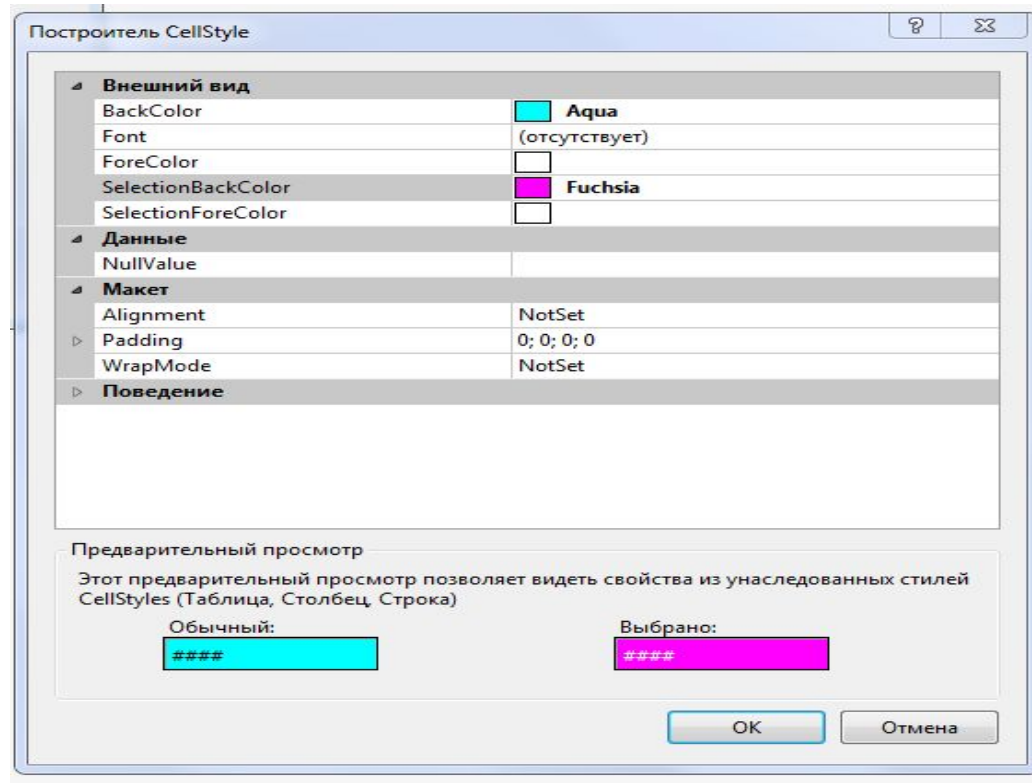 Построитель CellStyle
Внешний вид
BackColor Aqua
Font (отсутствует)
ForeColor
SelectionBackColor Fuchsia
SelectionForeColor
Данные
NullValue
Макет
Alignment NotSet
Padding 0; 0; 0; 0
WrapMode NotSet
Поведение
Предварительный просмотр
Этот предварительный просмотр позволяет видеть свойства из унаследованных стилей
CellStyles (Таблица, Столбец, Строка)
Обычный: Выбрано:
#### ####
OK Отмена